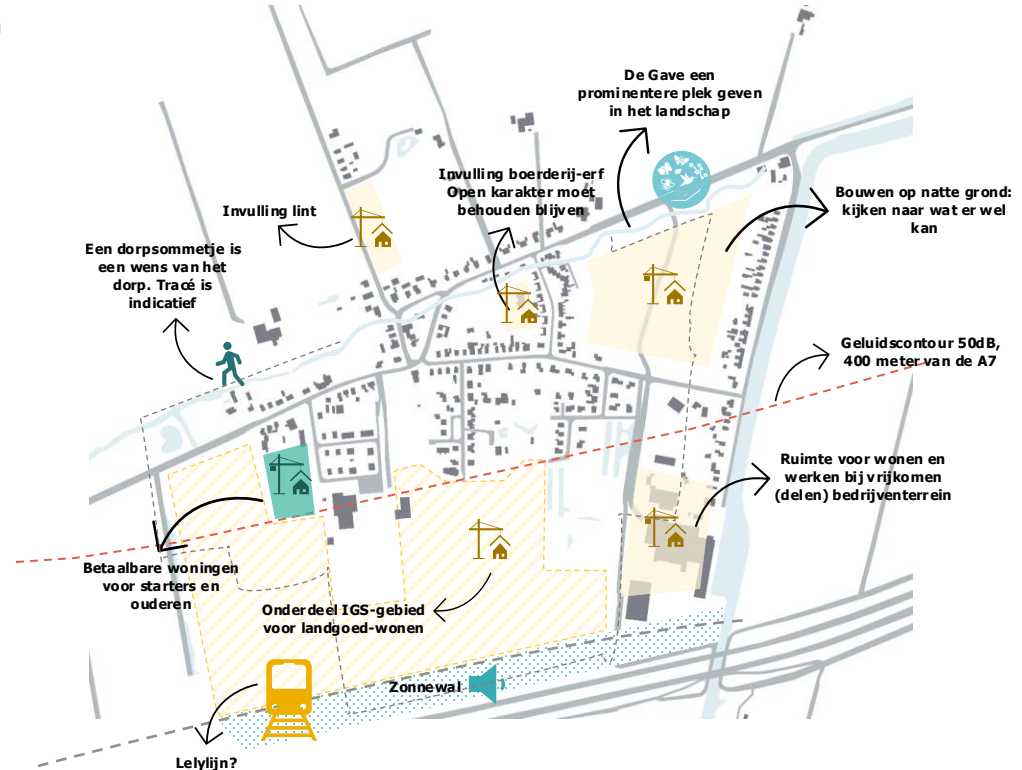 De Gave een
prominentere plek geven
in het landschap
Invulling boerderij-erf
Open karakter moet
behouden blijven
Bouwen op natte grond:
kijken naar wat er wel
kan
Invulling lint
Een dorpsommetje is
een wens van het
dorp. Tracé is
indicatief
Geluidscontour 50dB,
400 meter van de A7
Ruimte voor wonen en
werken bij vrijkomen
(delen) bedrijventerrein
Betaalbare woningen
voor starters en
ouderen
Onderdeel IGS-gebied
voor landgoed-wonen
Zonnewal
Lelylijn?